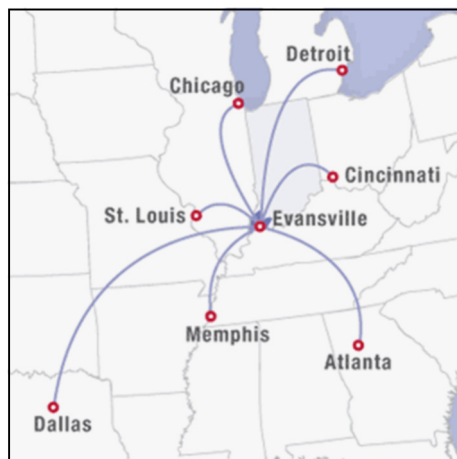 Detroit
Chicago
Cincinnati
St. Louis
Evansville
Memphis
Atlanta
Dallas